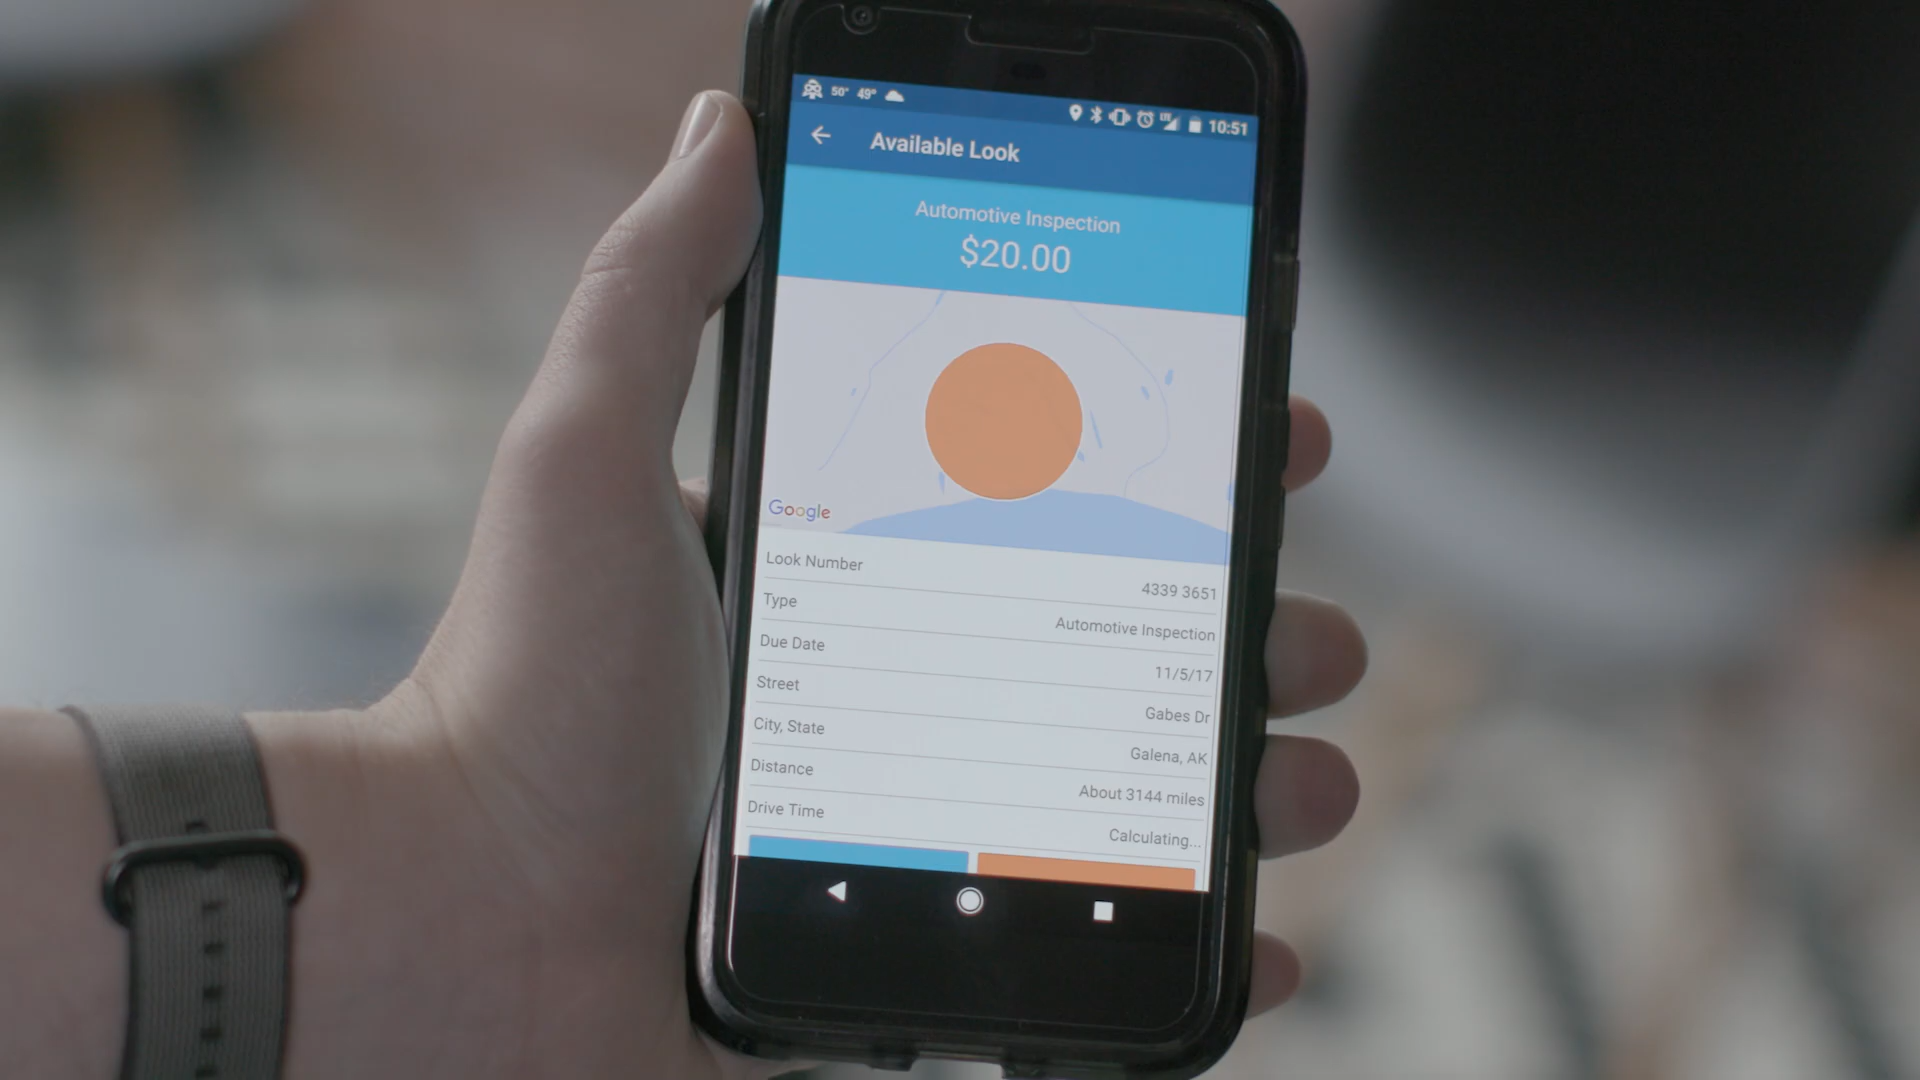 50° 49° 10:51
Available Look
Automotive Inspection
$20.00
Google
Look Number 4339 3651
Type Automotive Inspection
Due Date 11/5/17
Street Gabes Dr
City, State Galena, AK
Distance About 3144 miles
Drive Time Calculating...